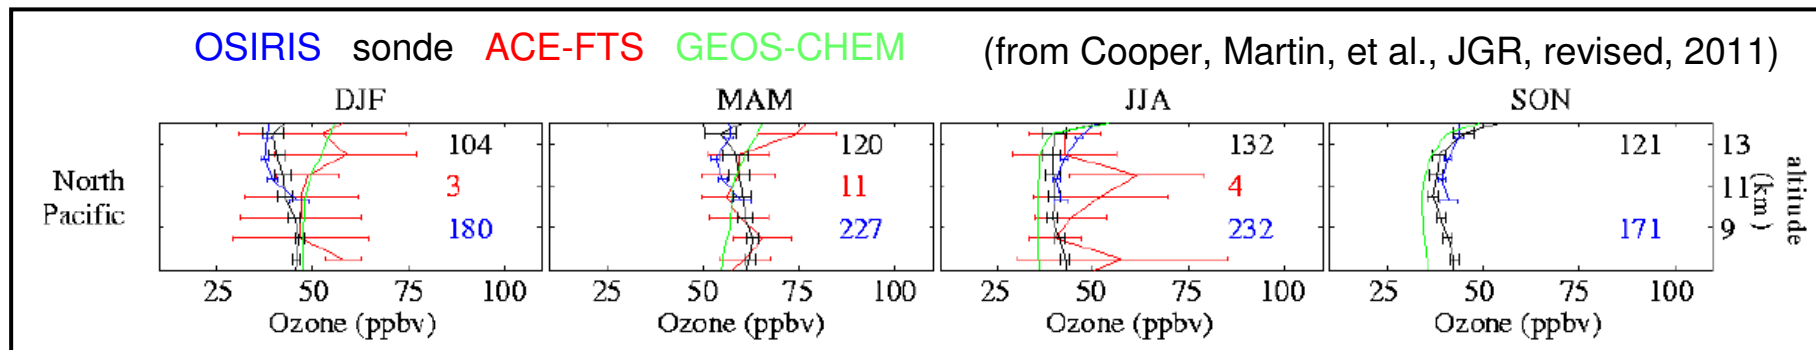 OSIRIS sonde ACE-FTS GEOS-CHEM (from Cooper, Martin, et al., JGR, revised, 2011)
DJF MAM JJA SON
104 120 132 121 13
North Pacific 3 11 4 11 altitude (km)
180 227 232 171 9
25 50 75 100 25 50 75 100 25 50 75 100 25 50 75 100
Ozone (ppbv) Ozone (ppbv) Ozone (ppbv) Ozone (ppbv)